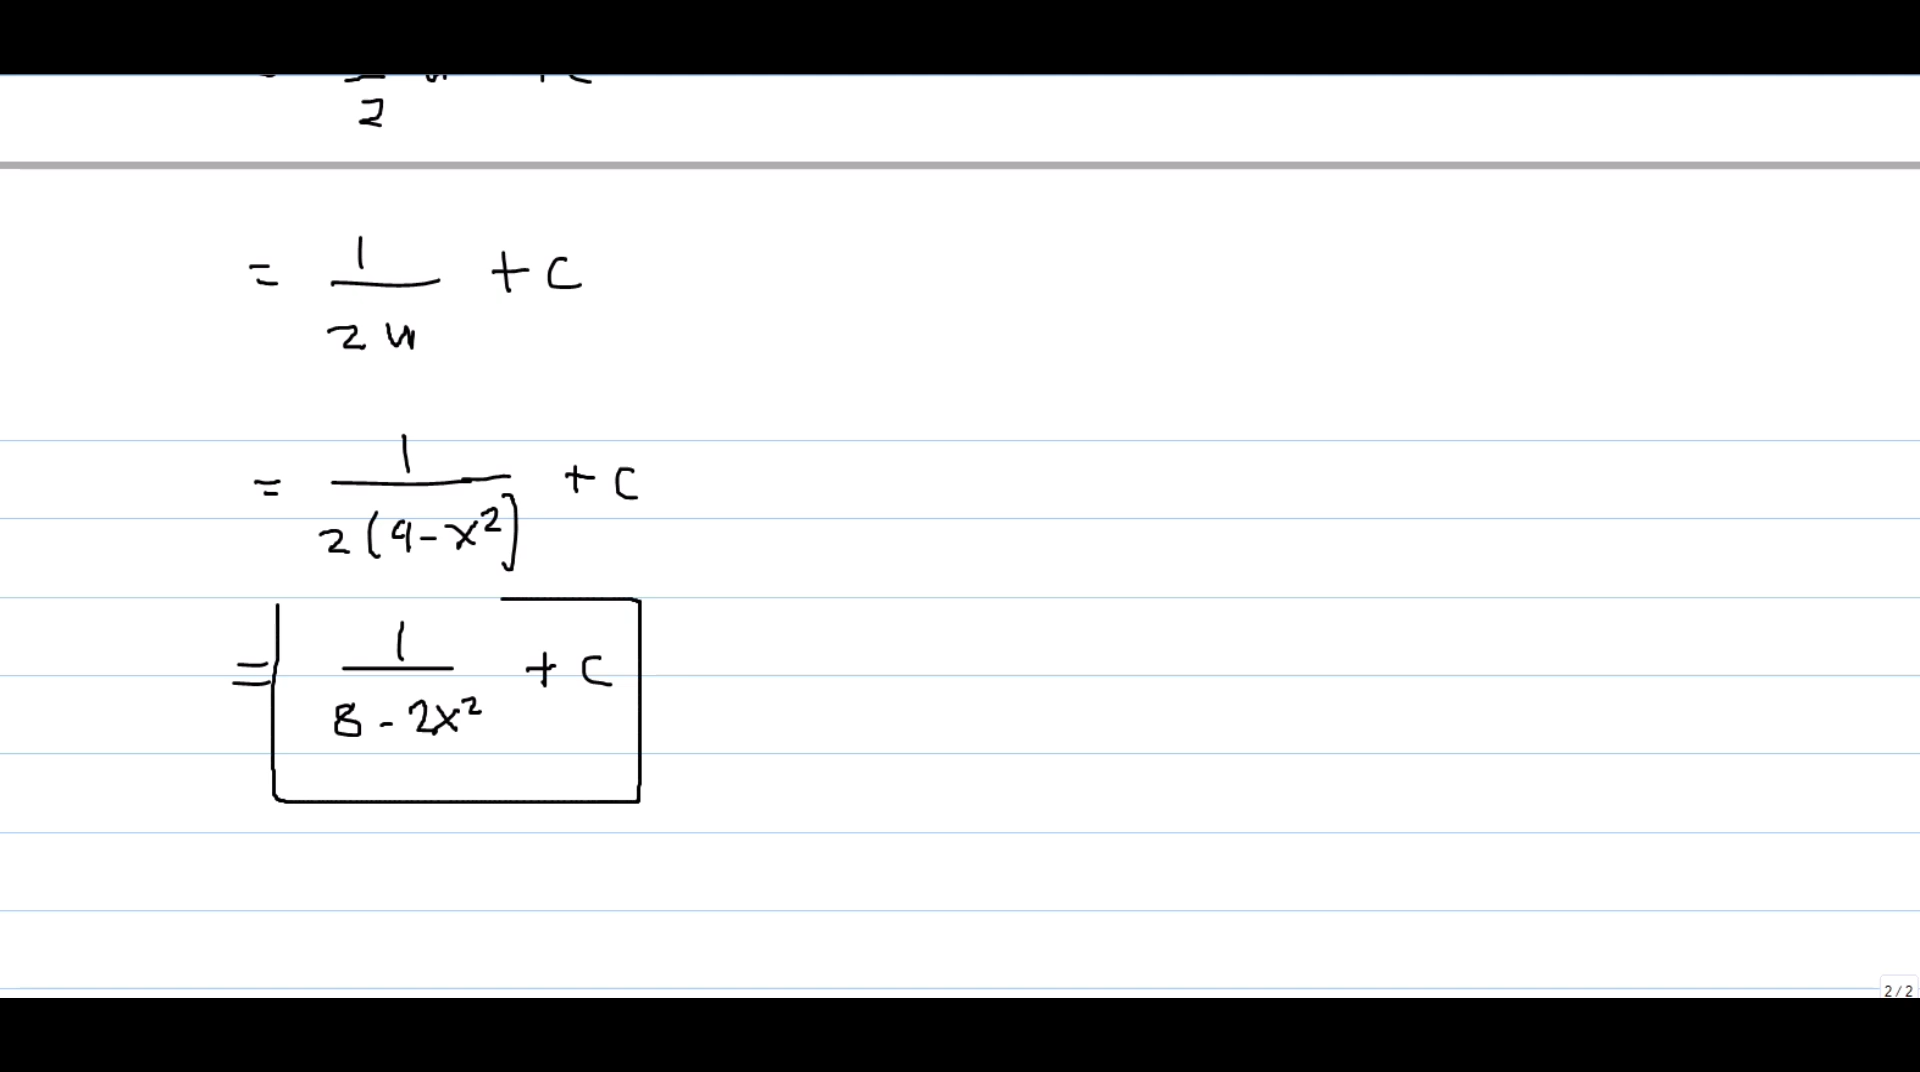 2
= 1/2u + c
= 1/2(4-x²) + c
= 1/8 - 2x² + c
2 / 2